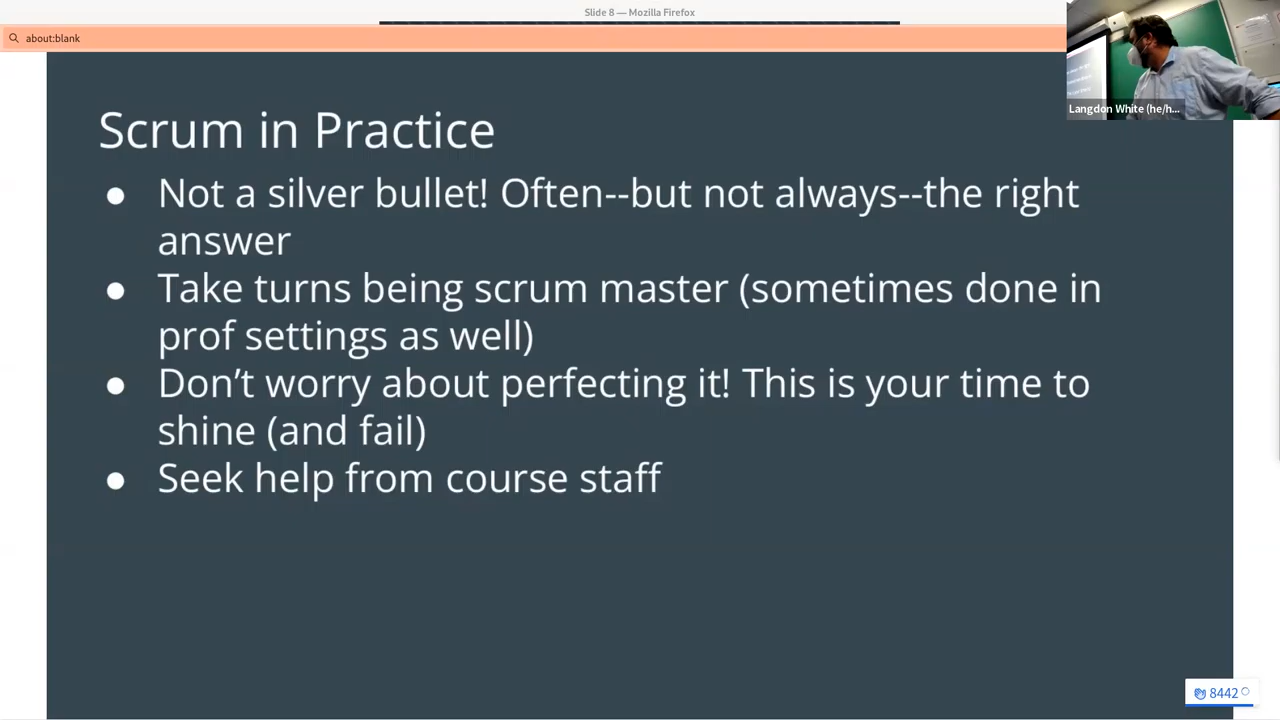 Slide 8 — Mozilla Firefox
about:blank
Langdon White (he/h...
Scrum in Practice
● Not a silver bullet! Often--but not always--the right
answer
● Take turns being scrum master (sometimes done in
prof settings as well)
● Don’t worry about perfecting it! This is your time to
shine (and fail)
● Seek help from course staff
8442